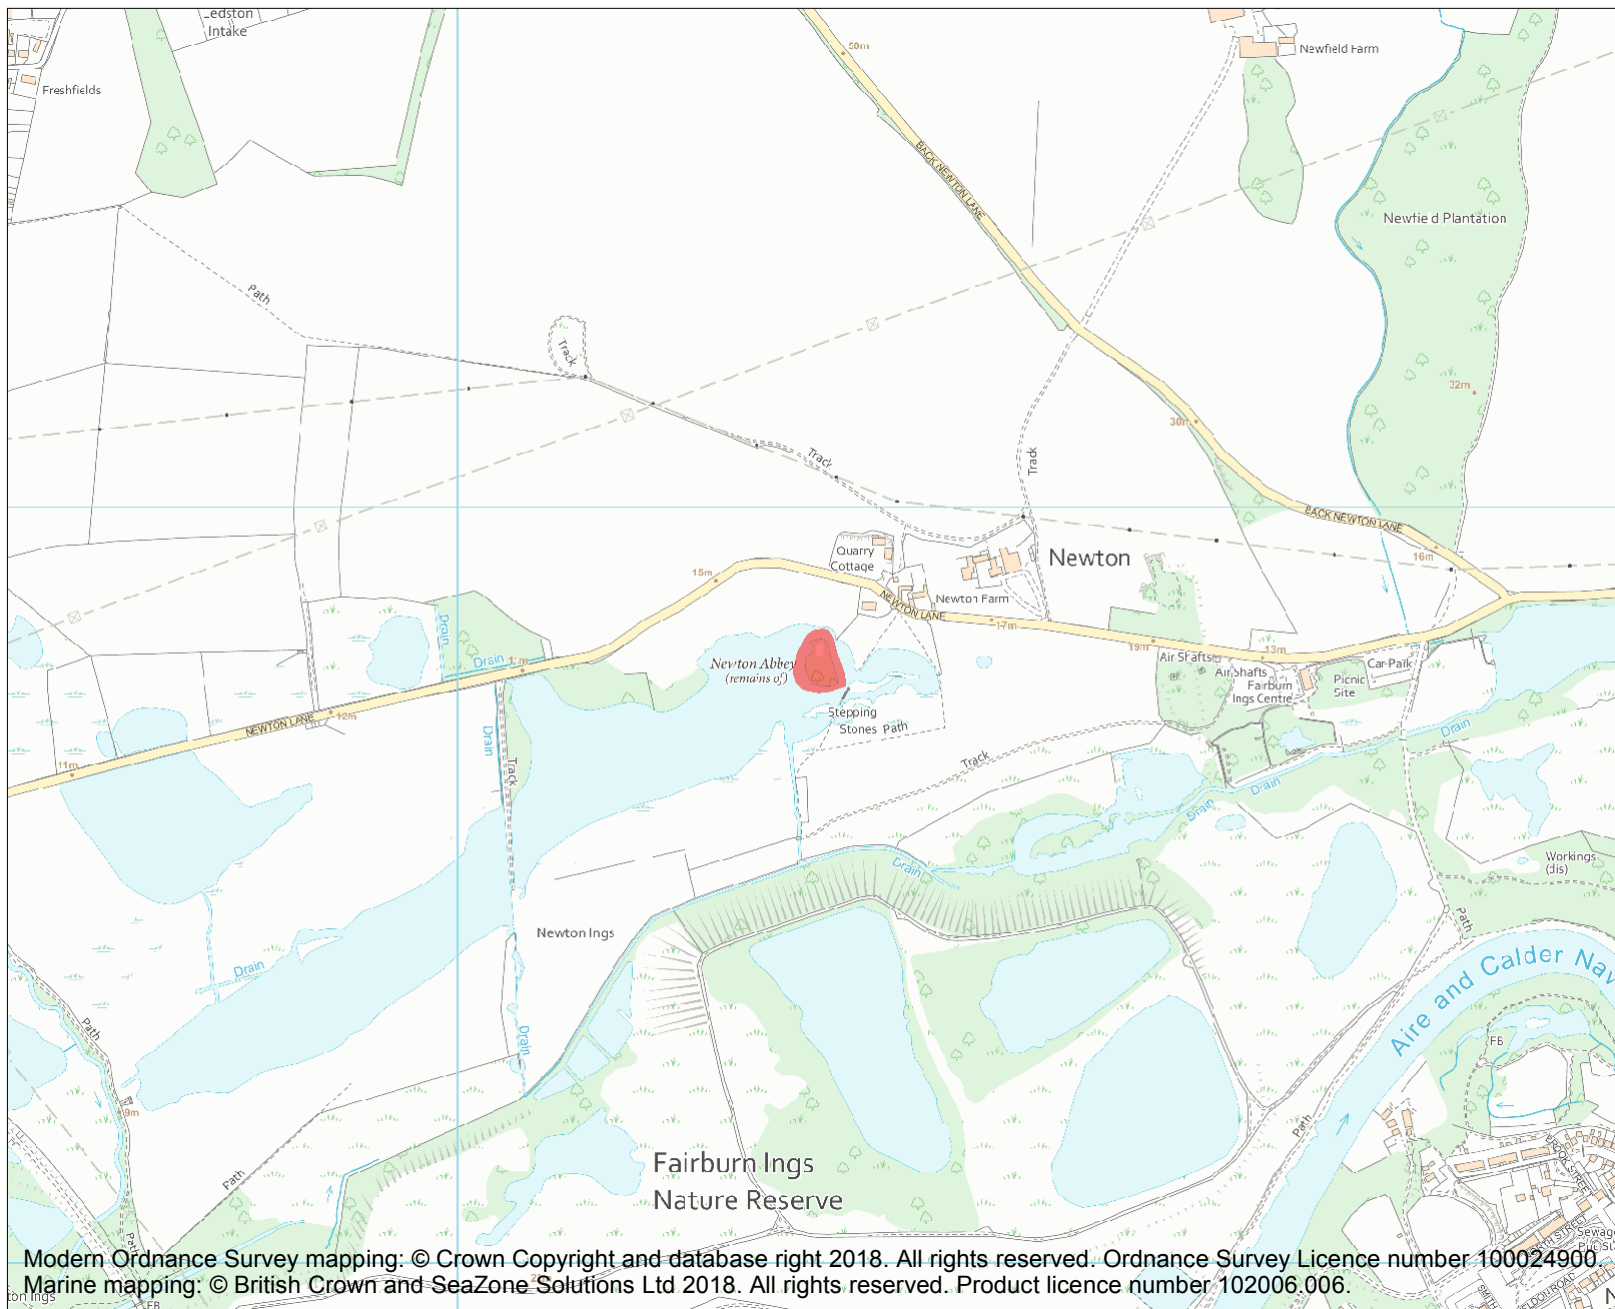 Intake
Freshfields
50m
Newfield Farm
BACK NEWTON LANE
Path
Track
32m
30m
Track
Track
BACK NEWTON LANE
16m
Quarry
Cottage
Newton
15m
Newton Farm
NEWTON LANE
17m
19m
13m
Drain
Drain
Newton Abbey
(remains of)
Air Shafts
Air Shafts
Fairburn
Ings Centre
Car Park
Picnic
Site
Stepping
Stones
Path
NEWTON LANE
12m
11m
Drain
Track
Track
Drain
Drain
Drain
Drain
Workings
(dis)
Path
Newton Ings
Drain
Path
Drain
Aire and Calder
FB
9m
Path
Path
Path
Fairburn Ings
Nature Reserve
Modern Ordnance Survey mapping: © Crown Copyright and database right 2018. All rights reserved. Ordnance Survey Licence number 100024900.
Marine mapping: © British Crown and SeaZone Solutions Ltd 2018. All rights reserved. Product licence number 102006.006.
FB